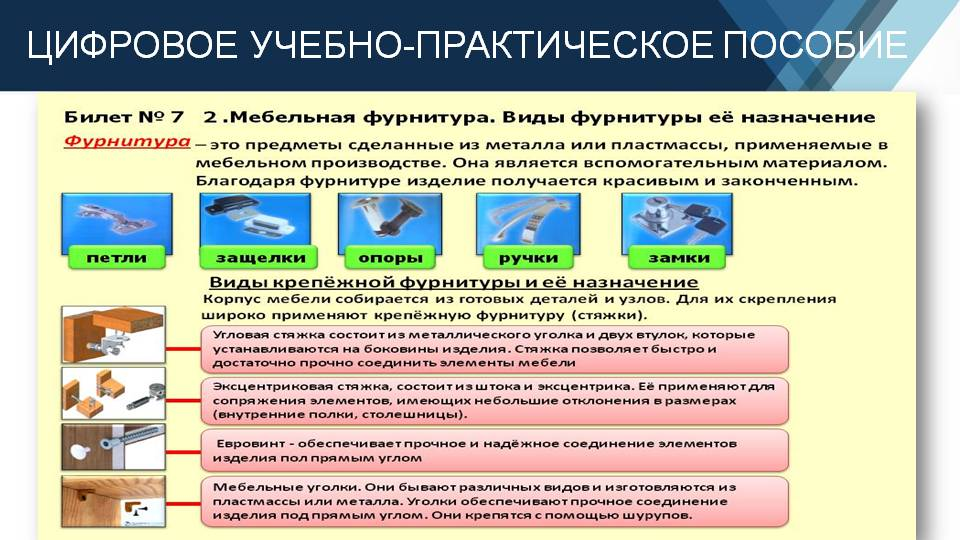 ЦИФРОВОЕ УЧЕБНО-ПРАКТИЧЕСКОЕ ПОСОБИЕ
Билет № 7 2 .Мебельная фурнитура. Виды фурнитуры её назначение
Фурнитура – это предметы сделанные из металла или пластмассы, применяемые в
мебельном производстве. Она является вспомогательным материалом.
Благодаря фурнитуре изделие получается красивым и законченным.
петли защелки опоры ручки замки
Виды крепёжной фурнитуры и её назначение
Корпус мебели собирается из готовых деталей и узлов. Для их скрепления
широко применяют крепёжную фурнитуру (стяжки).
Угловая стяжка состоит из металлического уголка и двух втулок, которые
устанавливаются на боковины изделия. Стяжка позволяет быстро и
достаточно прочно соединить элементы мебели
Эксцентриковая стяжка, состоит из штока и эксцентрика. Её применяют для
сопряжения элементов, имеющих небольшие отклонения в размерах
(внутренние полки, столешницы).
Евровинт - обеспечивает прочное и надёжное соединение элементов
изделия пол прямым углом
Мебельные уголки. Они бывают различных видов и изготовляются из
пластмассы или металла. Уголки обеспечивают прочное соединение
изделия под прямым углом. Они крепятся с помощью шурупов.